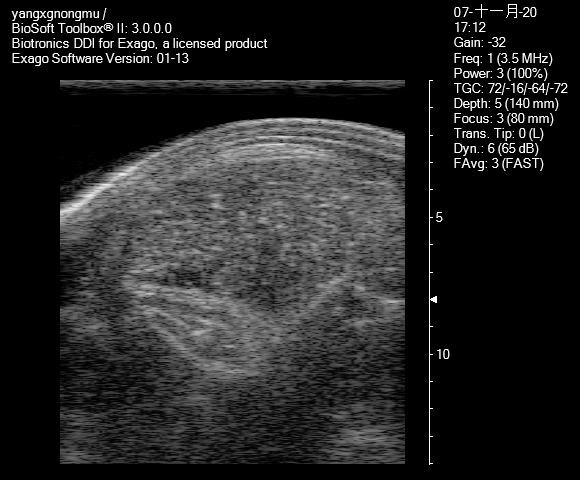 yangxgnongmu /
BioSoft Toolbox® II: 3.0.0.0
Biotronics DDI for Exago, a licensed product
Exago Software Version: 01-13
07-十一月-20
17:12
Gain: -32
Freq: 1 (3.5 MHz)
Power: 3 (100%)
TGC: 72/-16/-64/-72
Depth: 5 (140 mm)
Focus: 3 (80 mm)
Trans. Tip: 0 (L)
Dyn.: 6 (65 dB)
FAvg: 3 (FAST)
5
10